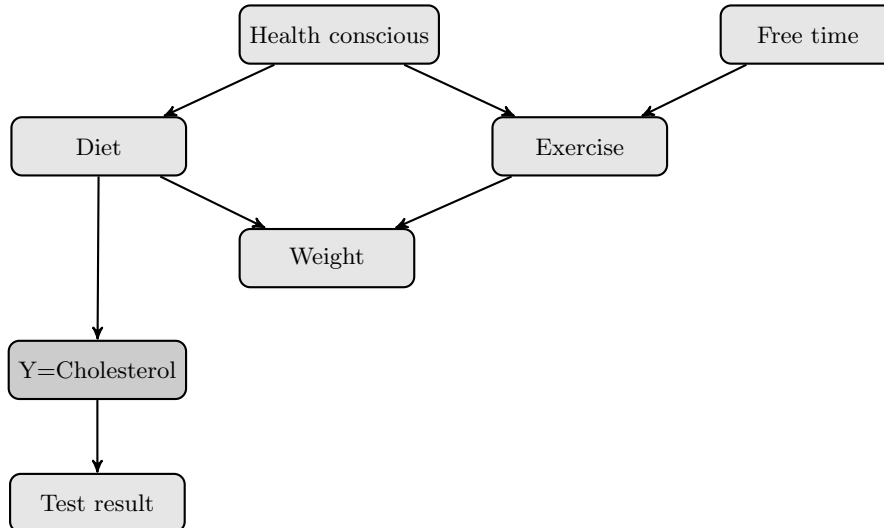 Health conscious
Free time
Diet
Exercise
Weight
Y=Cholesterol
Test result